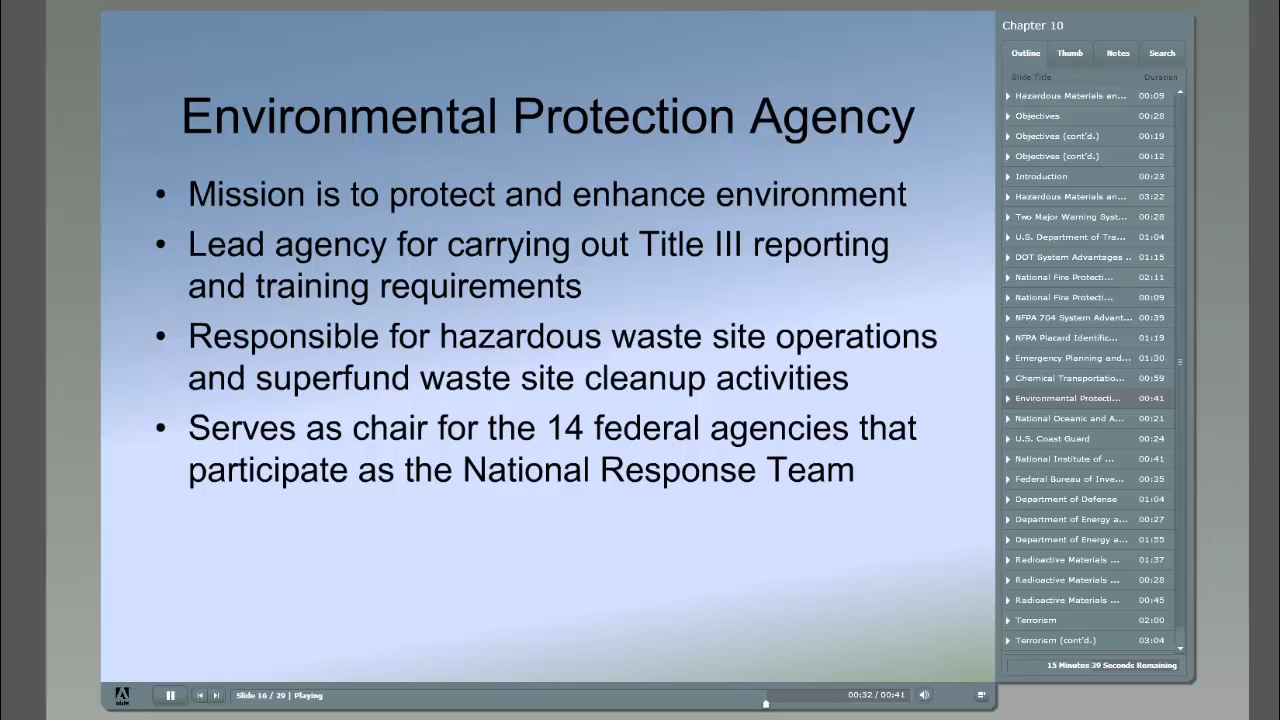 Environmental Protection Agency
• Mission is to protect and enhance environment
• Lead agency for carrying out Title III reporting
and training requirements
• Responsible for hazardous waste site operations
and superfund waste site cleanup activities
• Serves as chair for the 14 federal agencies that
participate as the National Response Team
Chapter 10
Outline Thumb Notes Search
Slide Title Duration
Hazardous Materials an... 00:09
Objectives 00:28
Objectives (cont'd.) 00:19
Objectives (cont'd.) 00:12
Introduction 00:23
Hazardous Materials an... 03:22
Two Major Warning Syst... 00:28
U.S. Department of Tra... 01:04
DOT System Advantages .. 01:15
National Fire Protecti... 02:11
National Fire Protecti... 00:09
NFPA 704 System Advant... 00:39
NFPA Placard Identific... 01:19
Emergency Planning and... 01:30
Chemical Transportatio... 00:59
Environmental Protecti... 00:41
National Oceanic and A... 00:21
U.S. Coast Guard 00:24
National Institute of ... 00:41
Federal Bureau of Inve... 00:35
Department of Defense 01:04
Department of Energy a... 00:27
Department of Energy a... 01:55
Radioactive Materials ... 01:37
Radioactive Materials ... 00:28
Radioactive Materials ... 00:45
Terrorism 02:00
Terrorism (cont'd.) 03:04
15 Minutes 39 Seconds Remaining
Adobe
Slide 16 / 29 | Playing
00:32 / 00:41